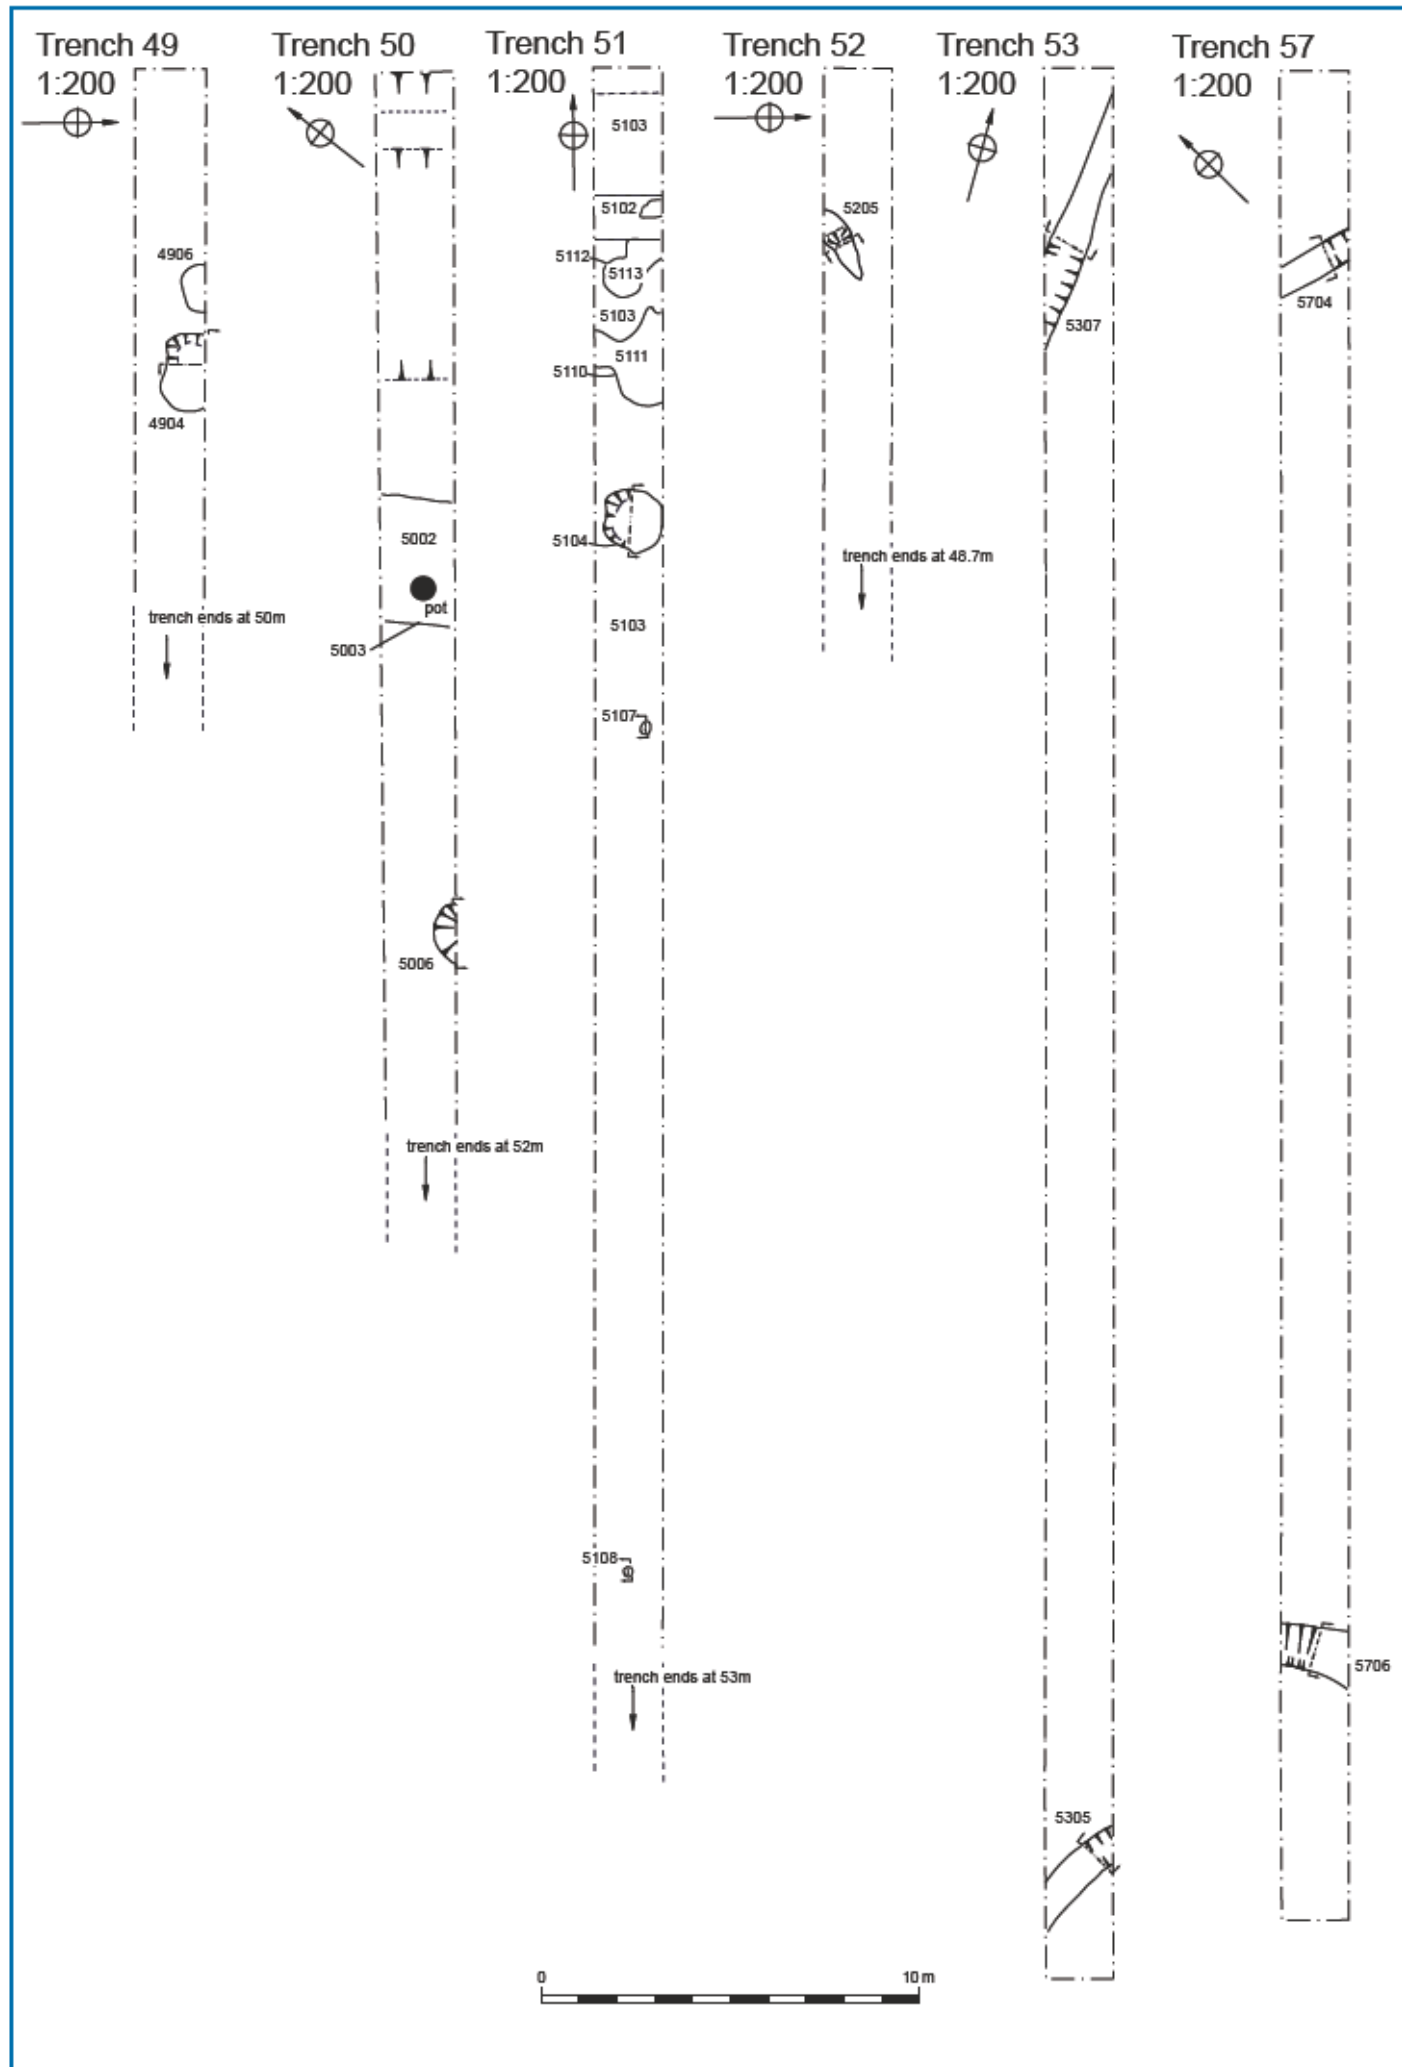 Trench 49
1:200
4906
4904
trench ends at 50m
Trench 50
1:200
5002
pot
5003
5006
trench ends at 52m
Trench 51
1:200
5103
5102
5112
5113
5103
5111
5110
5104
5103
5107
5108
trench ends at 53m
Trench 52
1:200
5205
trench ends at 48.7m
Trench 53
1:200
5307
5305
Trench 57
1:200
5704
5706
0 10 m